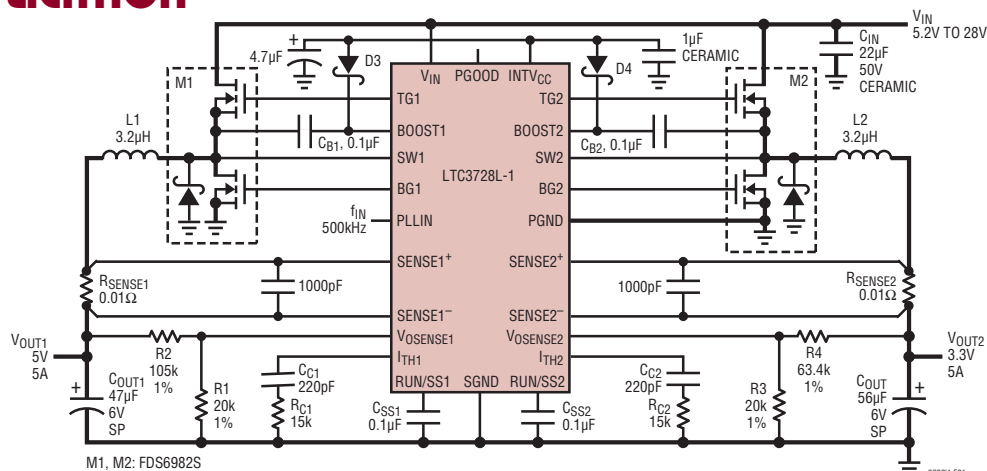 VIN
5.2V TO 28V
CIN
22µF
50V
CERAMIC
4.7µF
D3
D4
1µF
CERAMIC
M1
M2
VIN PGOOD INTVCC
TG1 TG2
BOOST1 BOOST2
L1
3.2µH
L2
3.2µH
CB1, 0.1µF
CB2, 0.1µF
SW1 SW2
LTC3728L-1
BG1 BG2
fIN
500kHz
PLLIN PGND
SENSE1+ SENSE2+
RSENSE1
0.01Ω
1000pF
1000pF
RSENSE2
0.01Ω
SENSE1– SENSE2–
VOSENSE1 VOSENSE2
ITH1 ITH2
RUN/SS1 SGND RUN/SS2
VOUT1
5V
5A
R2
105k
1%
R4
63.4k
1%
VOUT2
3.3V
5A
COUT1
47µF
6V
SP
R1
20k
1%
CC1
220pF
RC1
15k
CSS1
0.1µF
CSS2
0.1µF
CC2
220pF
RC2
15k
R3
20k
1%
COUT
56µF
6V
SP
M1, M2: FDS6982S